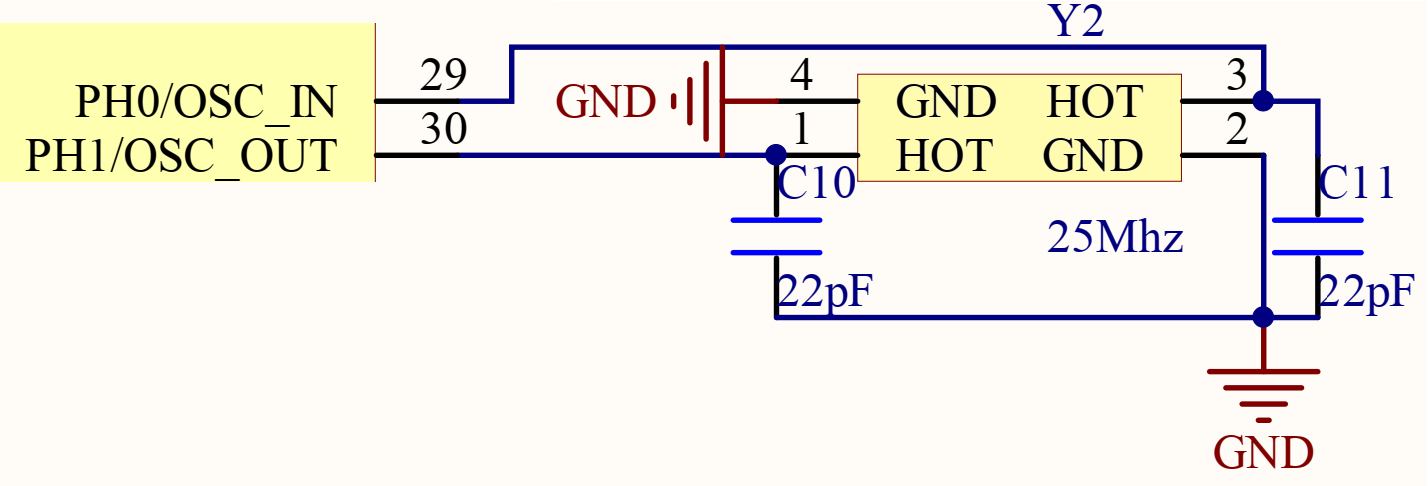 Y2
29
4
3
PH0/OSC_IN
GND
GND
HOT
30
1
2
PH1/OSC_OUT
HOT
GND
C10
C11
25Mhz
22pF
22pF
GND